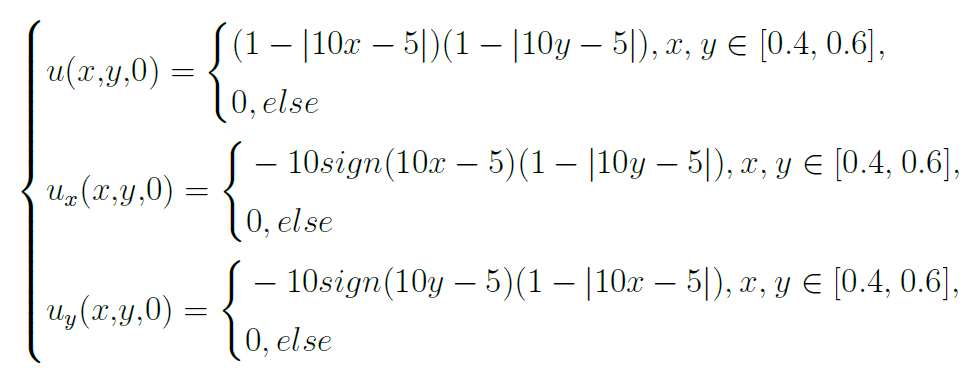 u(x,y,0) = { (1 − |10x − 5|)(1 − |10y − 5|), x, y ∈ [0.4, 0.6],
0, else
uₓ(x,y,0) = { − 10sign(10x − 5)(1 − |10y − 5|), x, y ∈ [0.4, 0.6],
0, else
u_y(x,y,0) = { − 10sign(10y − 5)(1 − |10x − 5|), x, y ∈ [0.4, 0.6],
0, else